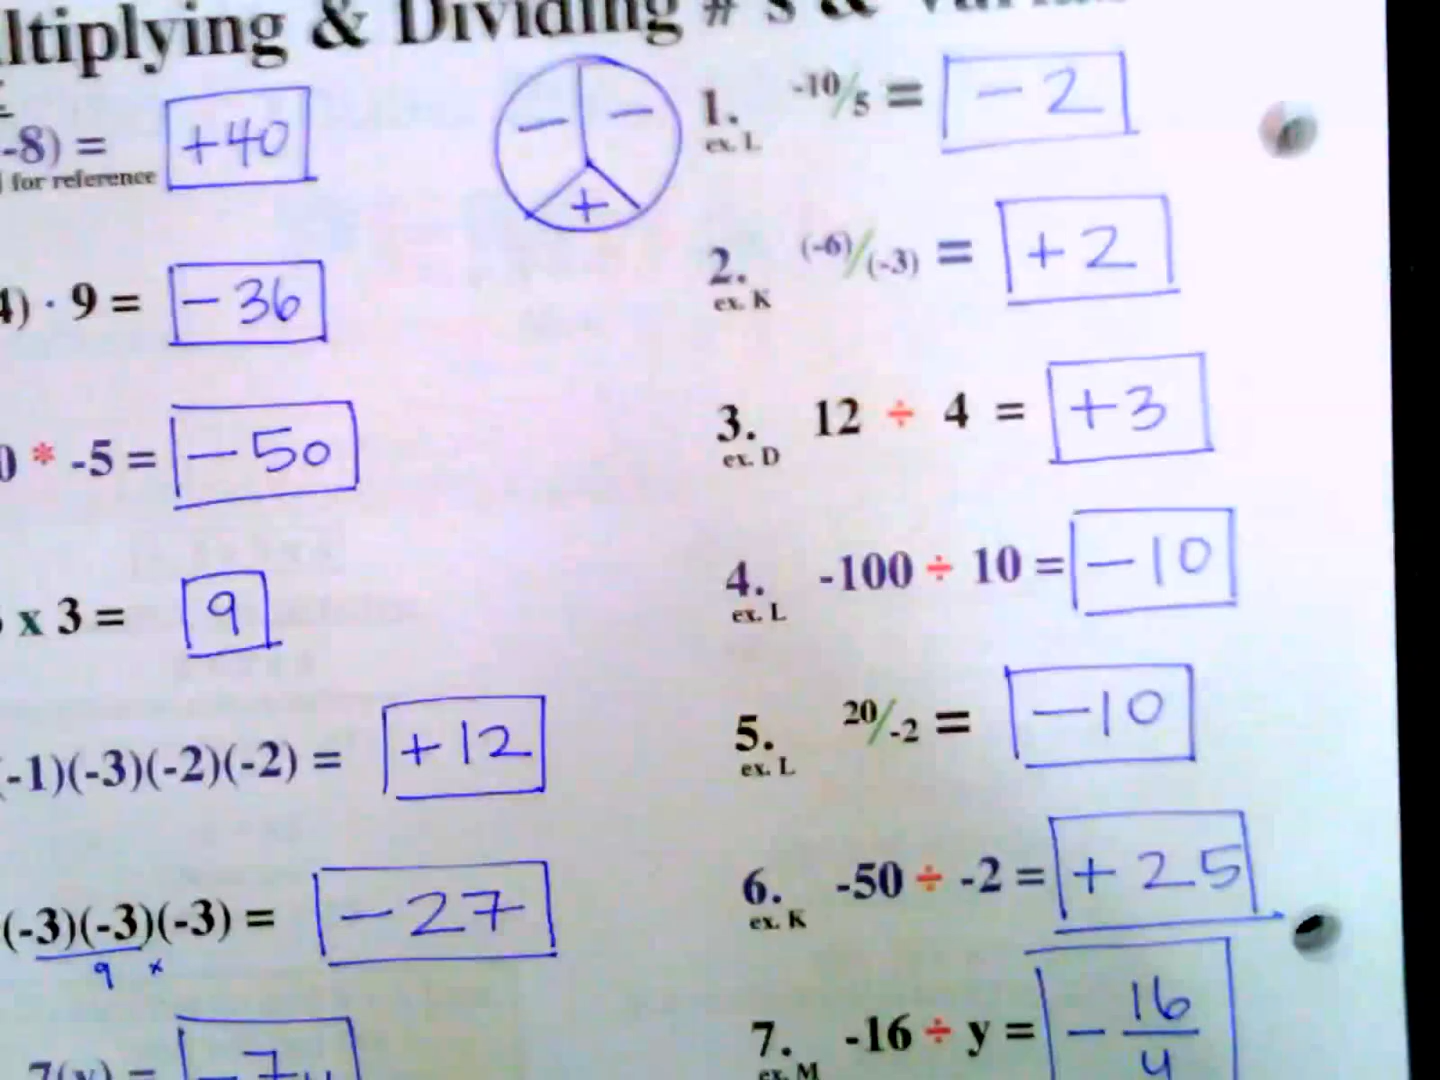 ltiplying & Dividing # 's &
-8) = +40
for reference
4) · 9 = -36
0 * -5 = -50
x 3 = 9
-1)(-3)(-2)(-2) = +12
(-3)(-3)(-3) = -27
9 x
- - +
1. -10/5 = -2
ex. L
2. (-6)/(-3) = +2
ex. K
3. 12 ÷ 4 = +3
ex. D
4. -100 ÷ 10 = -10
ex. L
5. 20/-2 = -10
ex. L
6. -50 ÷ -2 = +25
ex. K
7. -16 ÷ y = - 16/y
ex. M